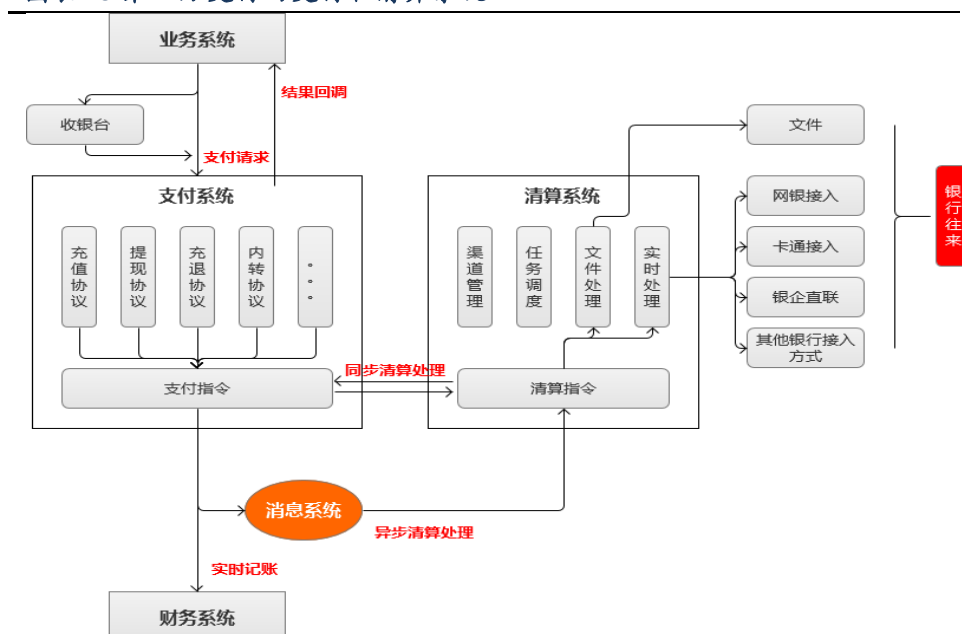 业务系统
结果回调
收银台
支付请求
文件
支付系统
清算系统
充值协议
提现协议
充退协议
内转协议
渠道管理
任务调度
文件处理
实时处理
网银接入
卡通接入
银企直联
其他银行接入
方式
银行往来
同步清算处理
支付指令
清算指令
消息系统
异步清算处理
实时记账
财务系统